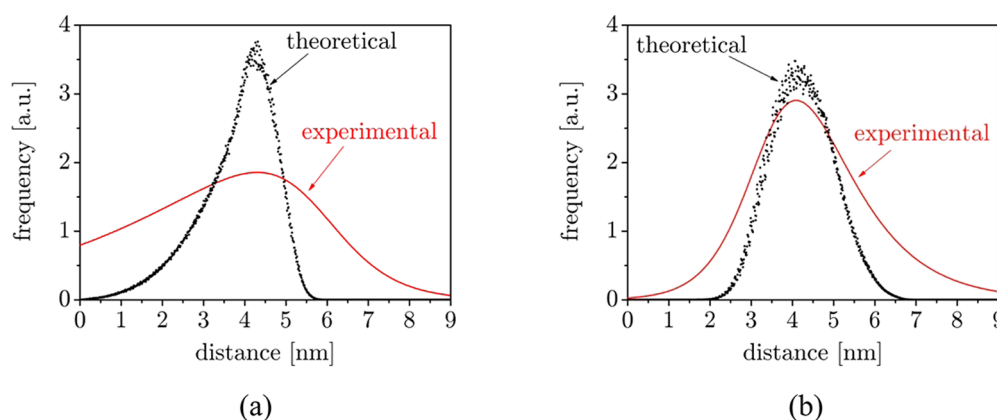 4
3
2
1
0
frequency [a.u.]
theoretical
experimental
0 1 2 3 4 5 6 7 8 9
distance [nm]
(a)
4
3
2
1
0
frequency [a.u.]
theoretical
experimental
0 1 2 3 4 5 6 7 8 9
distance [nm]
(b)